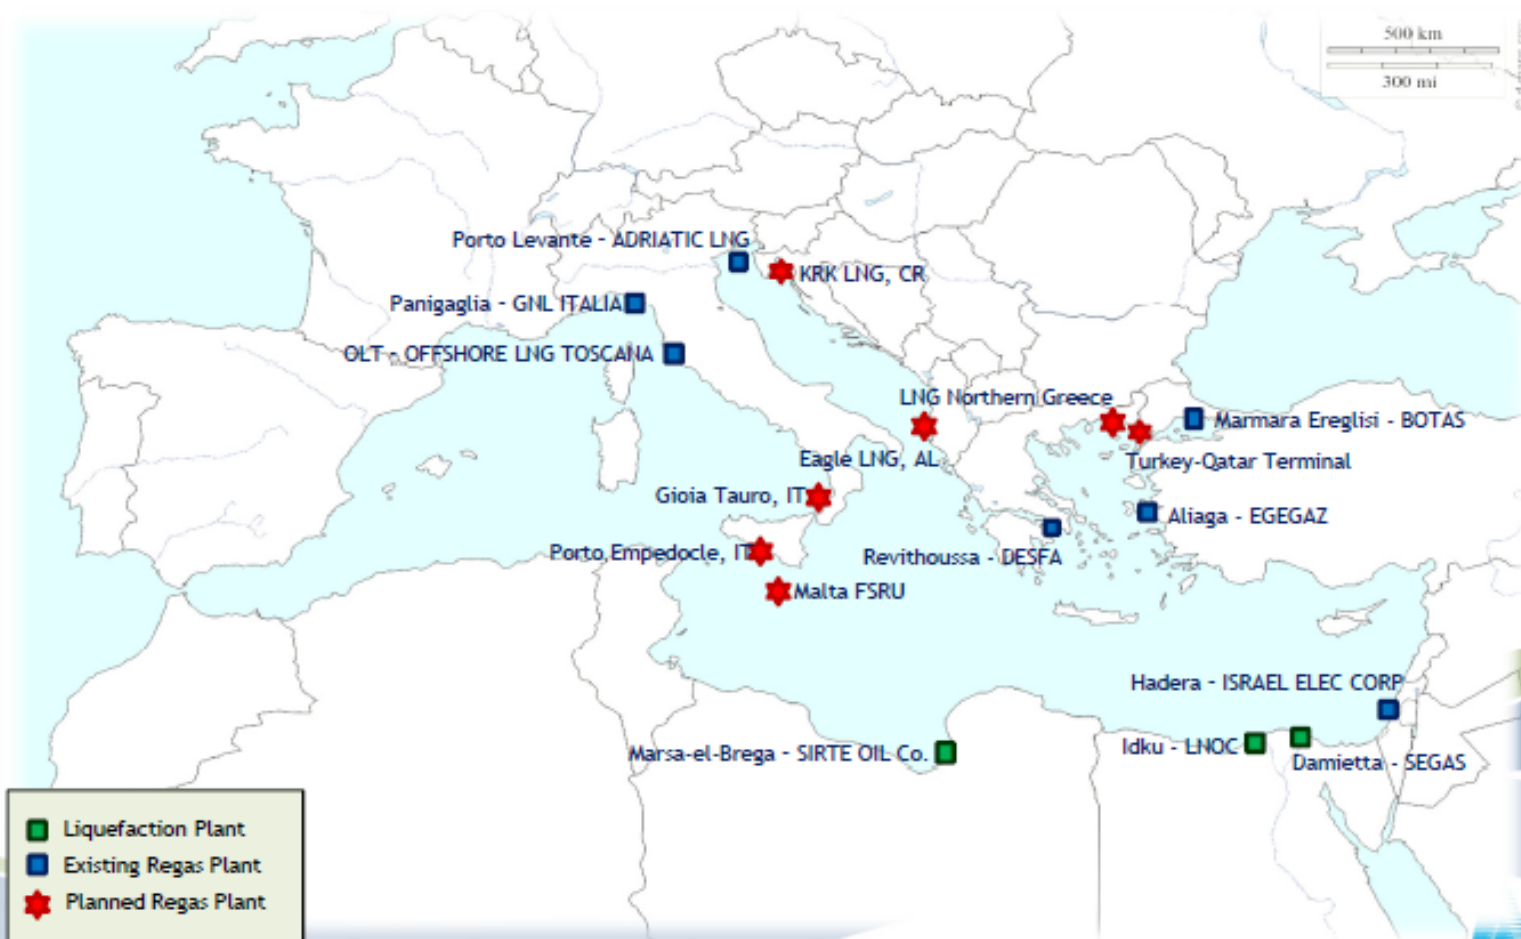 500 km
300 mi
Porto Levante - ADRIATIC LNG
KRK LNG, CR
Panigaglia - GNL ITALIA
OLT - OFFSHORE LNG TOSCANA
LNG Northern Greece
Marmara Ereglisi - BOTAS
Eagle LNG, AL
Turkey-Qatar Terminal
Gioia Tauro, IT
Aliaga - EGEGAZ
Porto Empedocle, IT
Revithoussa - DESFA
Malta FSRU
Hadera - ISRAEL ELEC CORP
Marsa-el-Brega - SIRTE OIL Co.
Idku - LNOC
Damietta - SEGAS
Liquefaction Plant
Existing Regas Plant
Planned Regas Plant